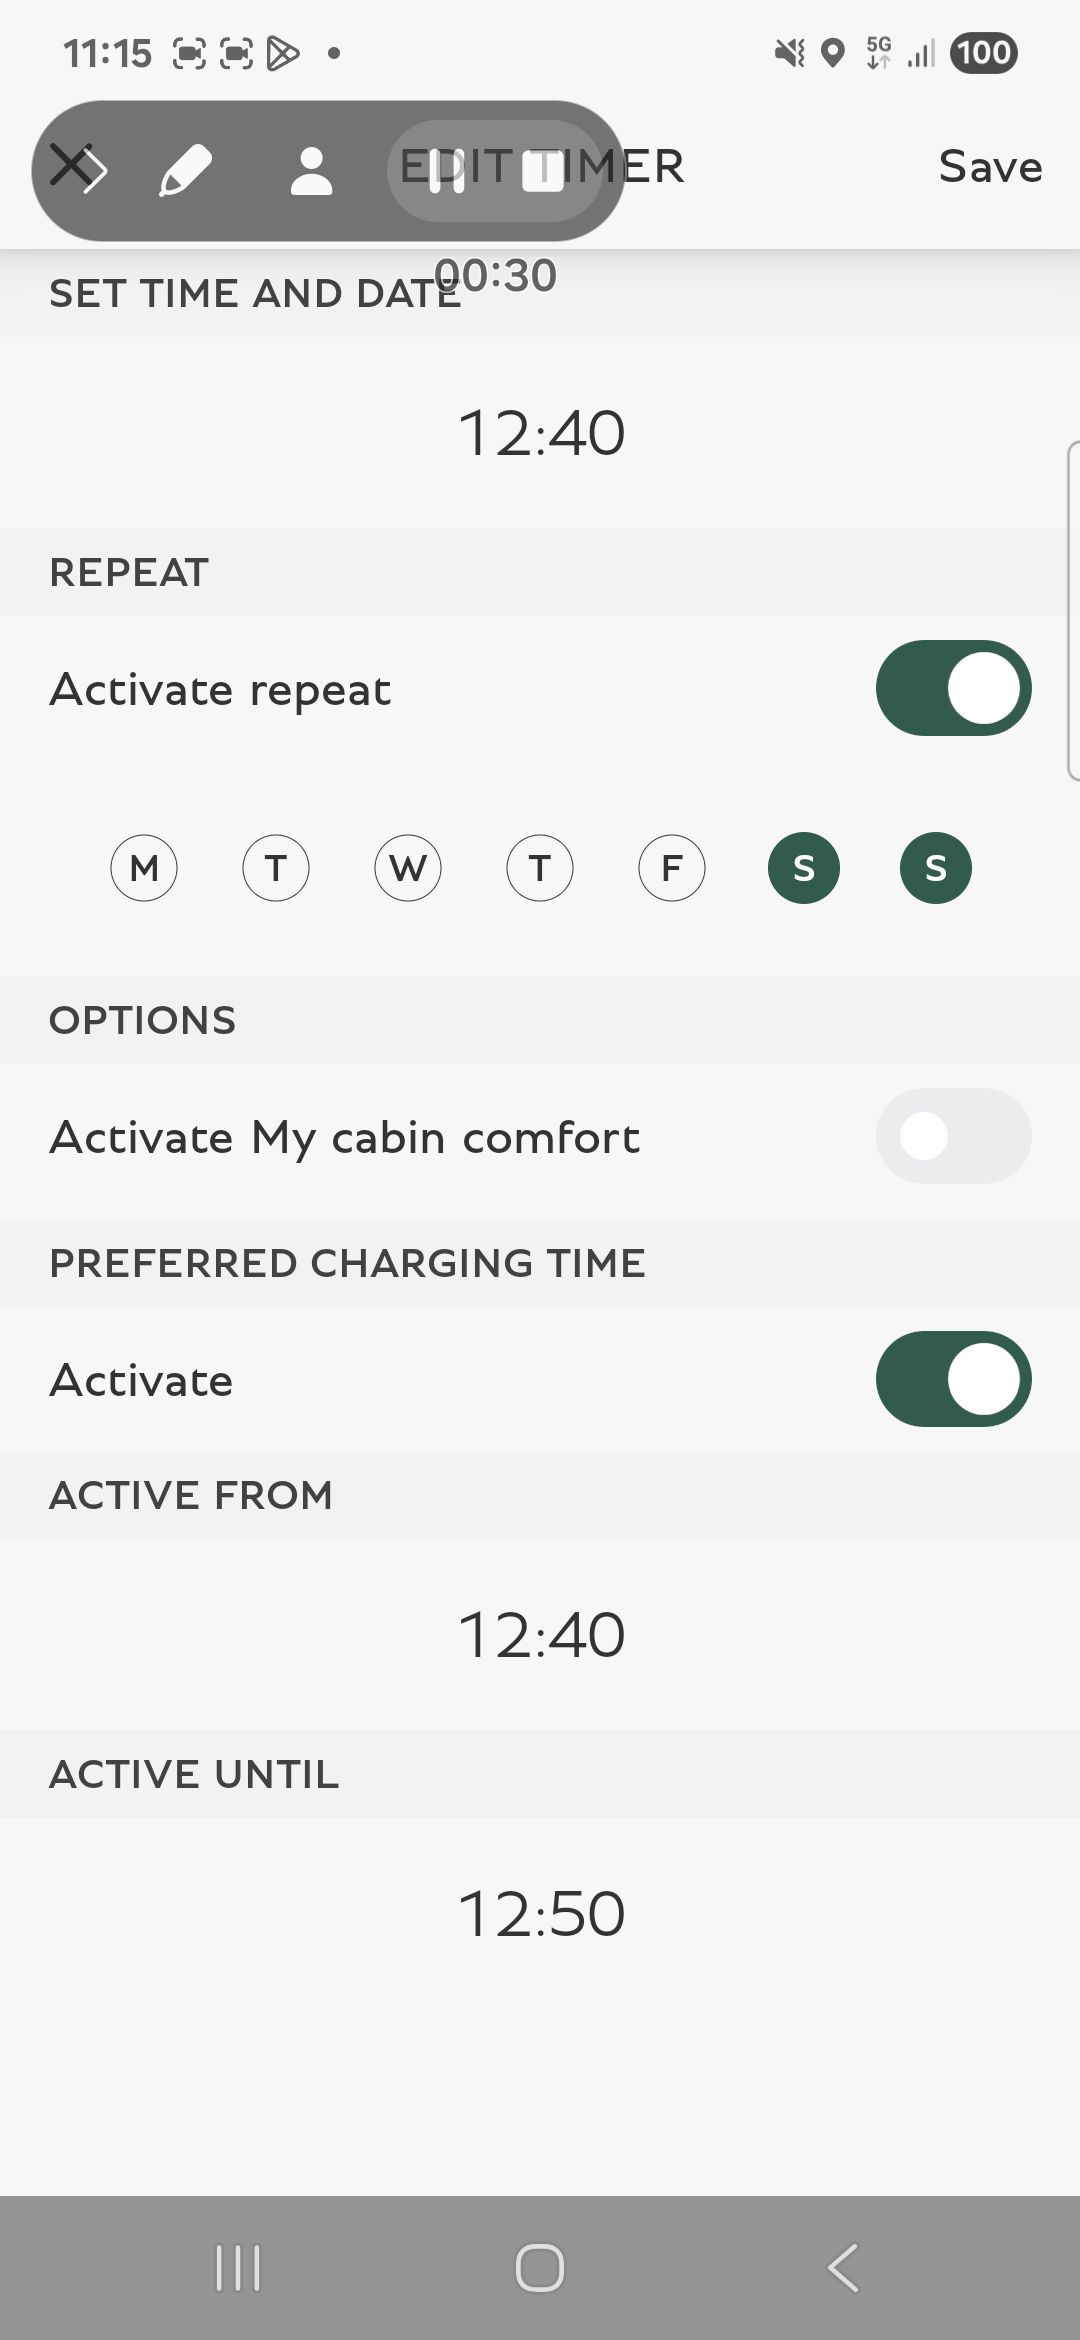 11:15
5G
100
EDIT TIMER
Save
00:30
SET TIME AND DATE
12:40
REPEAT
Activate repeat
M T W T F S S
OPTIONS
Activate My cabin comfort
PREFERRED CHARGING TIME
Activate
ACTIVE FROM
12:40
ACTIVE UNTIL
12:50